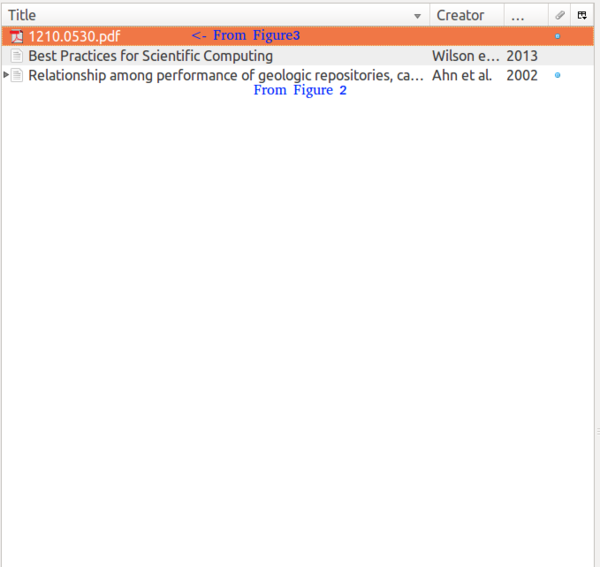 Title Creator ...
1210.0530.pdf <- From Figure3
Best Practices for Scientific Computing Wilson e... 2013
Relationship among performance of geologic repositories, ca... Ahn et al. 2002
From Figure 2